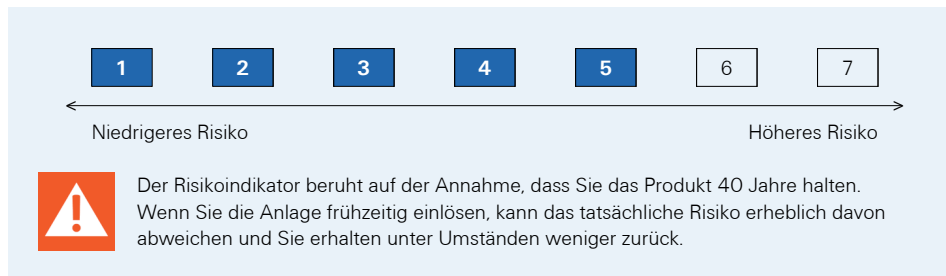 1 2 3 4 5 6 7
Niedrigeres Risiko Höheres Risiko
Der Risikoindikator beruht auf der Annahme, dass Sie das Produkt 40 Jahre halten.
Wenn Sie die Anlage frühzeitig einlösen, kann das tatsächliche Risiko erheblich davon
abweichen und Sie erhalten unter Umständen weniger zurück.